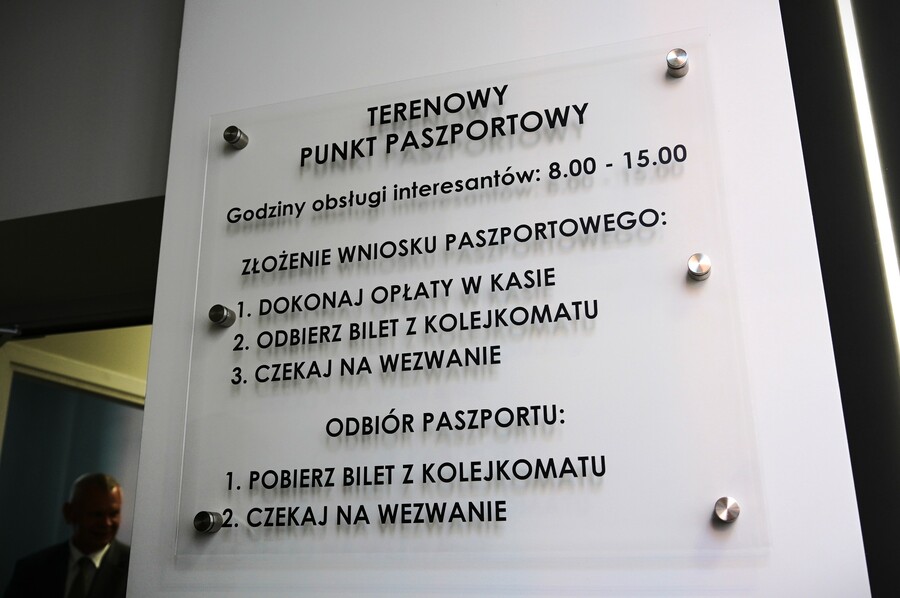 TERENOWY
PUNKT PASZPORTOWY
Godziny obsługi interesantów: 8.00 - 15.00
ZŁOŻENIE WNIOSKU PASZPORTOWEGO:
1. DOKONAJ OPŁATY W KASIE
2. ODBIERZ BILET Z KOLEJKOMATU
3. CZEKAJ NA WEZWANIE
ODBIÓR PASZPORTU:
1. POBIERZ BILET Z KOLEJKOMATU
2. CZEKAJ NA WEZWANIE